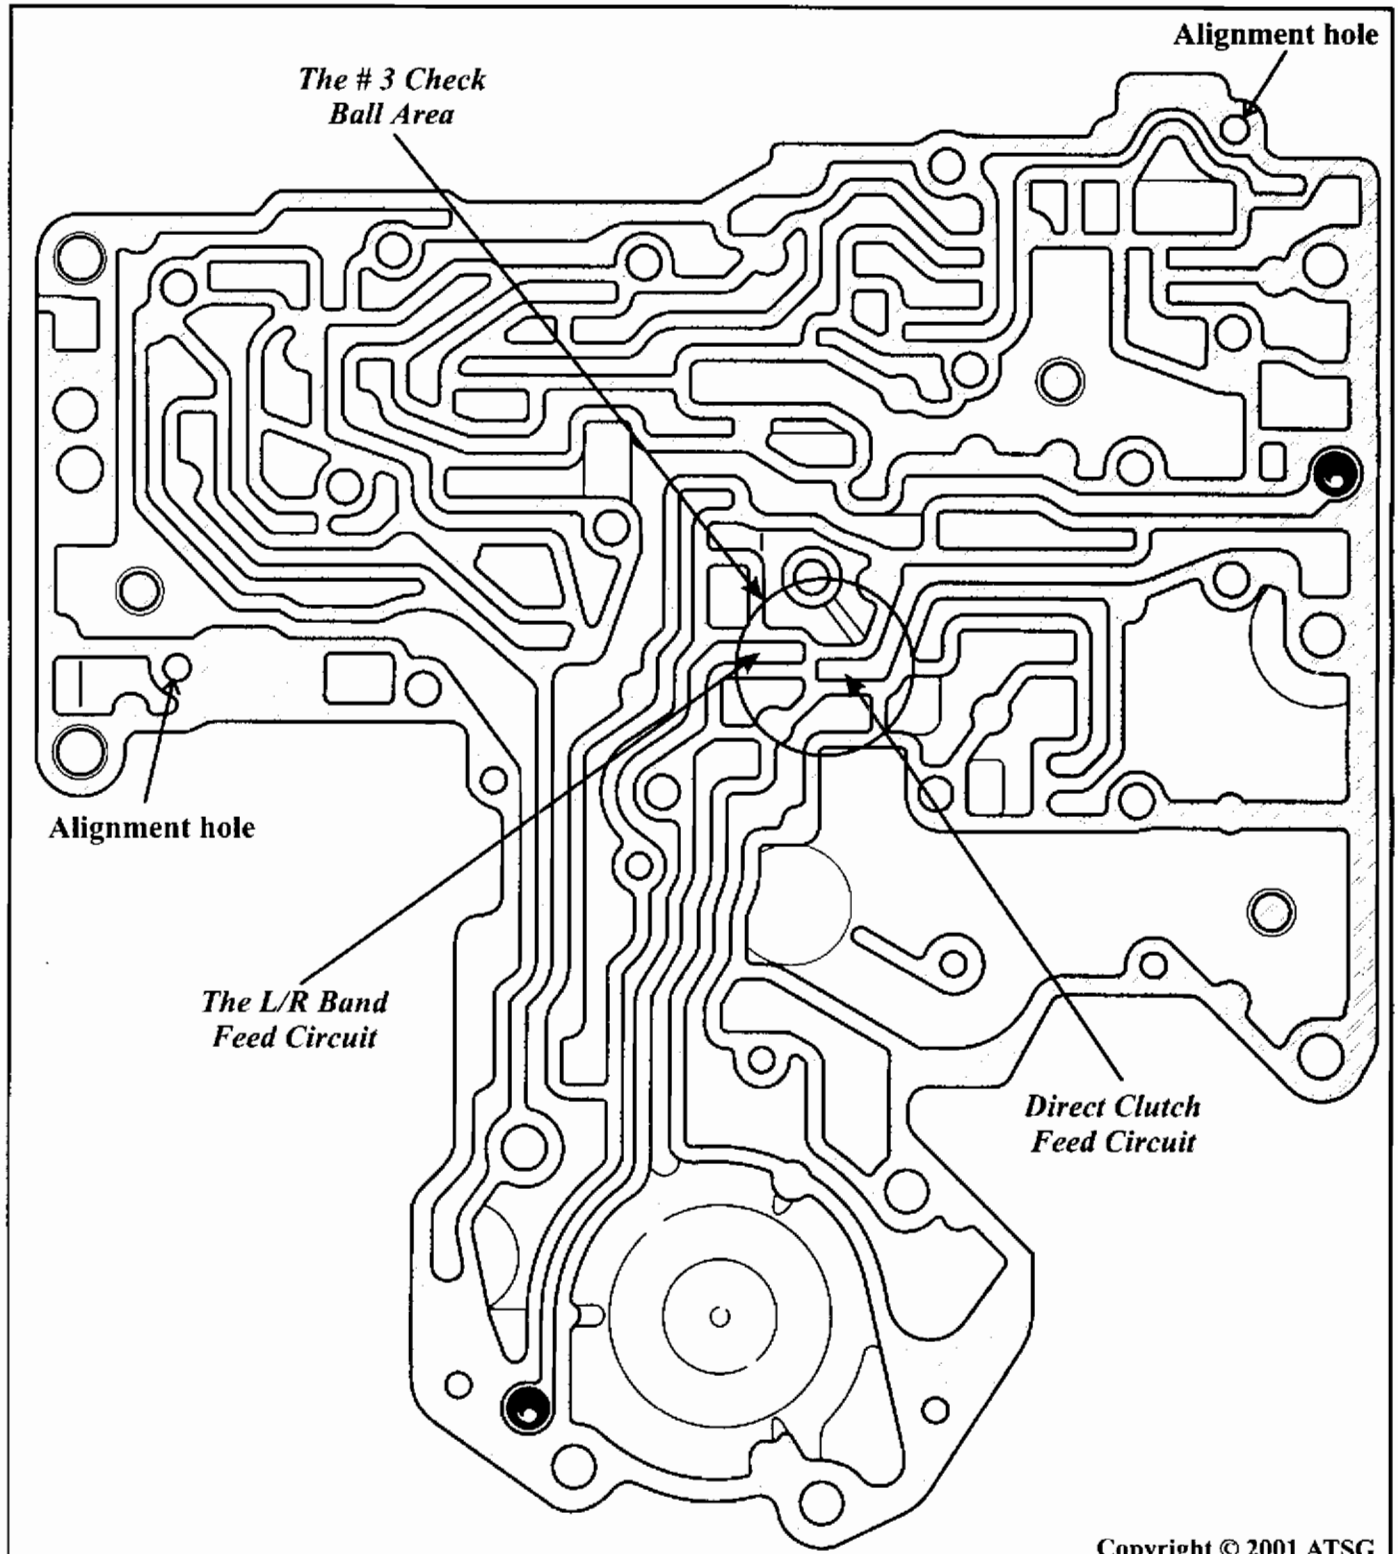 Alignment hole
The # 3 Check
Ball Area
Alignment hole
The L/R Band
Feed Circuit
Direct Clutch
Feed Circuit
Copyright © 2001 ATSG